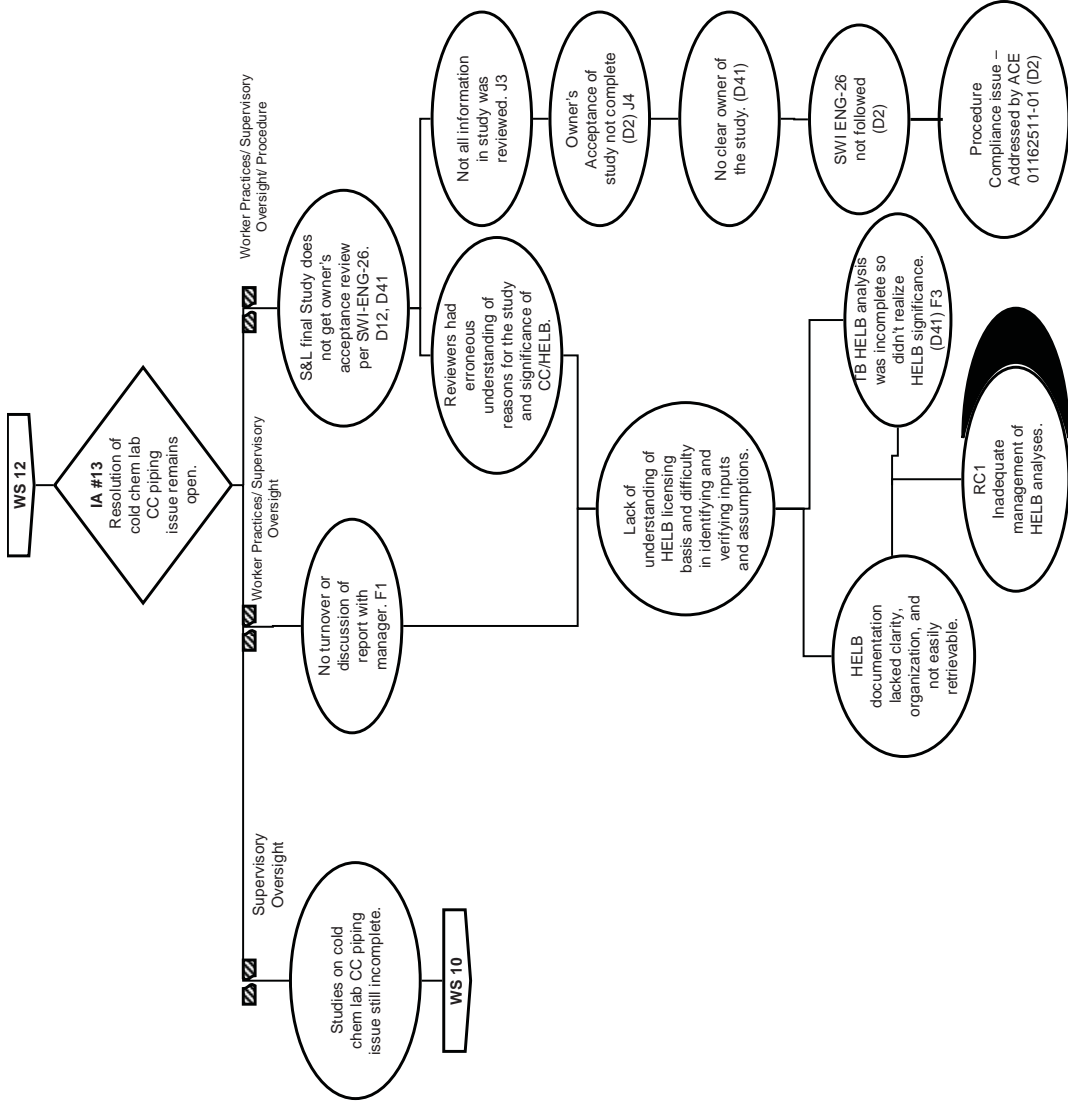 WS 12
IA #13
Resolution of
cold chem lab
CC piping
issue remains
open.
Supervisory
Oversight
Worker Practices/ Supervisory
Oversight
Worker Practices/ Supervisory
Oversight/ Procedure
Studies on cold
chem lab CC piping
issue still incomplete.
WS 10
No turnover or
discussion of
report with
manager. F1
S&L final Study does
not get owner's
acceptance review
per SWI-ENG-26.
D12, D41
Reviewers had
erroneous
understanding of
reasons for the study
and significance of
CC/HELB.
Not all information
in study was
reviewed. J3
Owner's
Acceptance of
study not complete
(D2) J4
No clear owner of
the study. (D41)
SWI ENG-26
not followed
(D2)
Procedure
Compliance issue –
Addressed by ACE
01162511-01 (D2)
Lack of
understanding of
HELB licensing
basis and difficulty
in identifying and
verifying inputs
and assumptions.
HELB
documentation
lacked clarity,
organization, and
not easily
retrievable.
TB HELB analysis
was incomplete so
didn't realize
HELB significance.
(D41) F3
RC1
Inadequate
management of
HELB analyses.